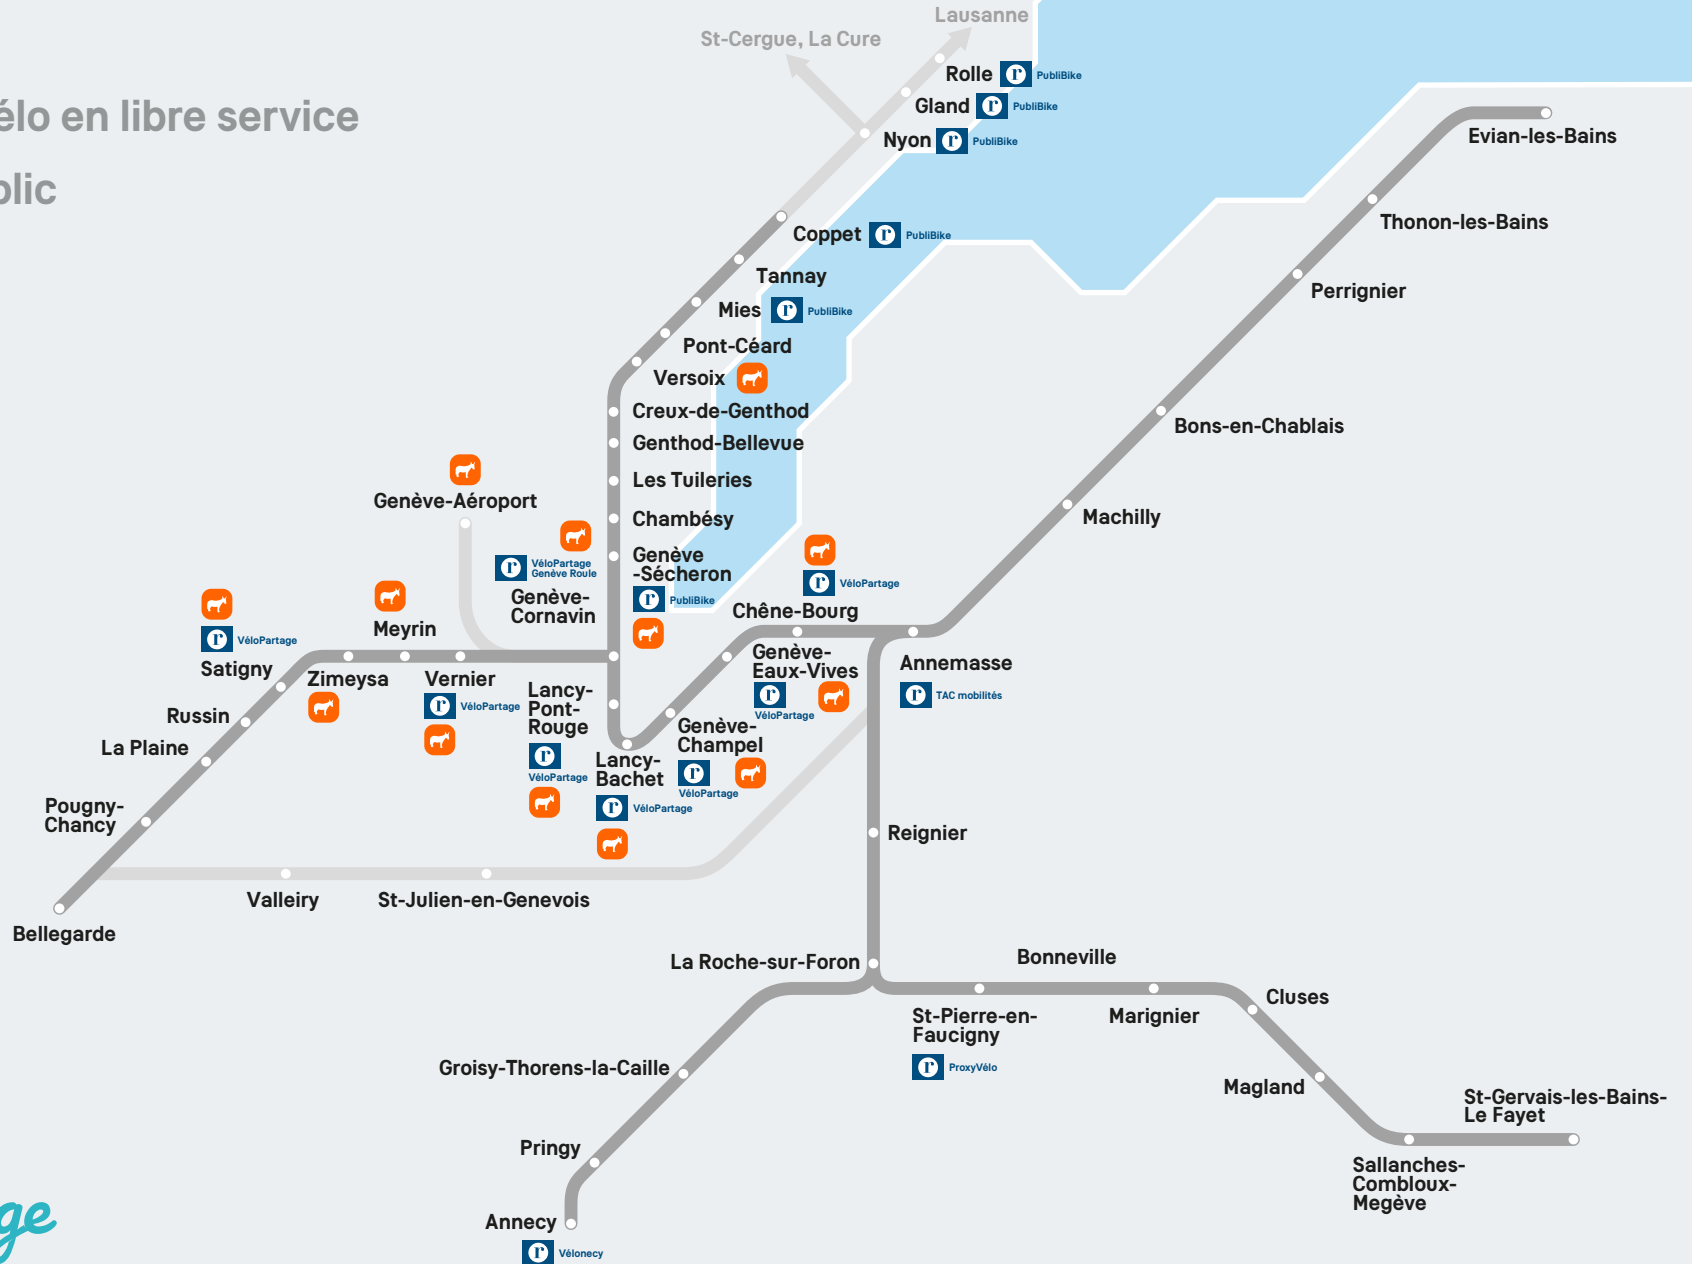 Lausanne
St-Cergue, La Cure
Rolle
PubliBike
Gland
PubliBike
Nyon
PubliBike
élo en libre service
Evian-les-Bains
Thonon-les-Bains
Coppet
PubliBike
Tannay
Perrignier
Mies
PubliBike
Pont-Céard
Versoix
Creux-de-Genthod
Bons-en-Chablais
Genthod-Bellevue
Les Tuileries
Genève-Aéroport
Chambésy
Machilly
Genève
-Sécheron
PubliBike
VéloPartage
Genève Roule
Genève-
Cornavin
VéloPartage
Chêne-Bourg
Meyrin
VéloPartage
Satigny
Zimeysa
Vernier
VéloPartage
Genève-
Eaux-Vives
VéloPartage
Annemasse
TAC mobilités
Lancy-
Pont-
Rouge
VéloPartage
Russin
La Plaine
Genève-
Champel
VéloPartage
Lancy-
Bachet
VéloPartage
Pougny-
Chancy
Reignier
Valleiry
St-Julien-en-Genevois
Bellegarde
La Roche-sur-Foron
Bonneville
Cluses
St-Pierre-en-
Faucigny
ProxyVélo
Marignier
Groisy-Thorens-la-Caille
Magland
St-Gervais-les-Bains-
Le Fayet
Pringy
Sallanches-
Combloux-
Megève
Annecy
Vélonecy
blic
ge
r